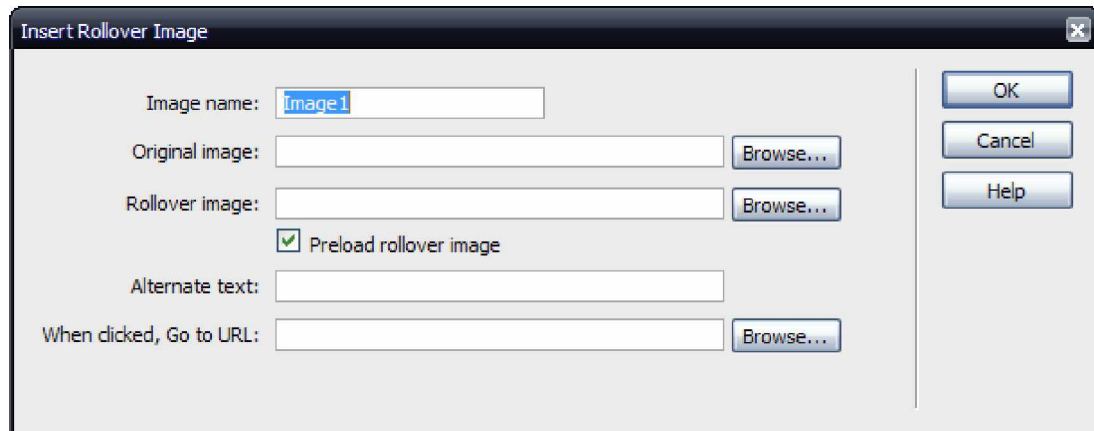 Insert Rollover Image
Image name: Image1
OK
Original image: Browse...
Cancel
Rollover image: Browse...
Help
Preload rollover image
Alternate text:
When clicked, Go to URL: Browse...